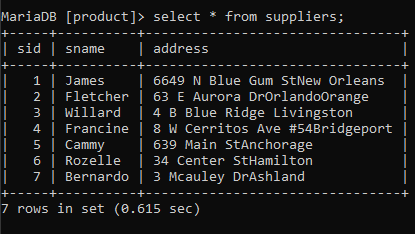 MariaDB [product]> select * from suppliers;
+-----+----------+-------------------------------+
| sid | sname | address |
+-----+----------+-------------------------------+
| 1 | James | 6649 N Blue Gum StNew Orleans |
| 2 | Fletcher | 63 E Aurora DrOrlandoOrange |
| 3 | Willard | 4 B Blue Ridge Livingston |
| 4 | Francine | 8 W Cerritos Ave #54Bridgeport |
| 5 | Cammy | 639 Main StAnchorage |
| 6 | Rozelle | 34 Center StHamilton |
| 7 | Bernardo | 3 Mcauley DrAshland |
+-----+----------+-------------------------------+
7 rows in set (0.615 sec)